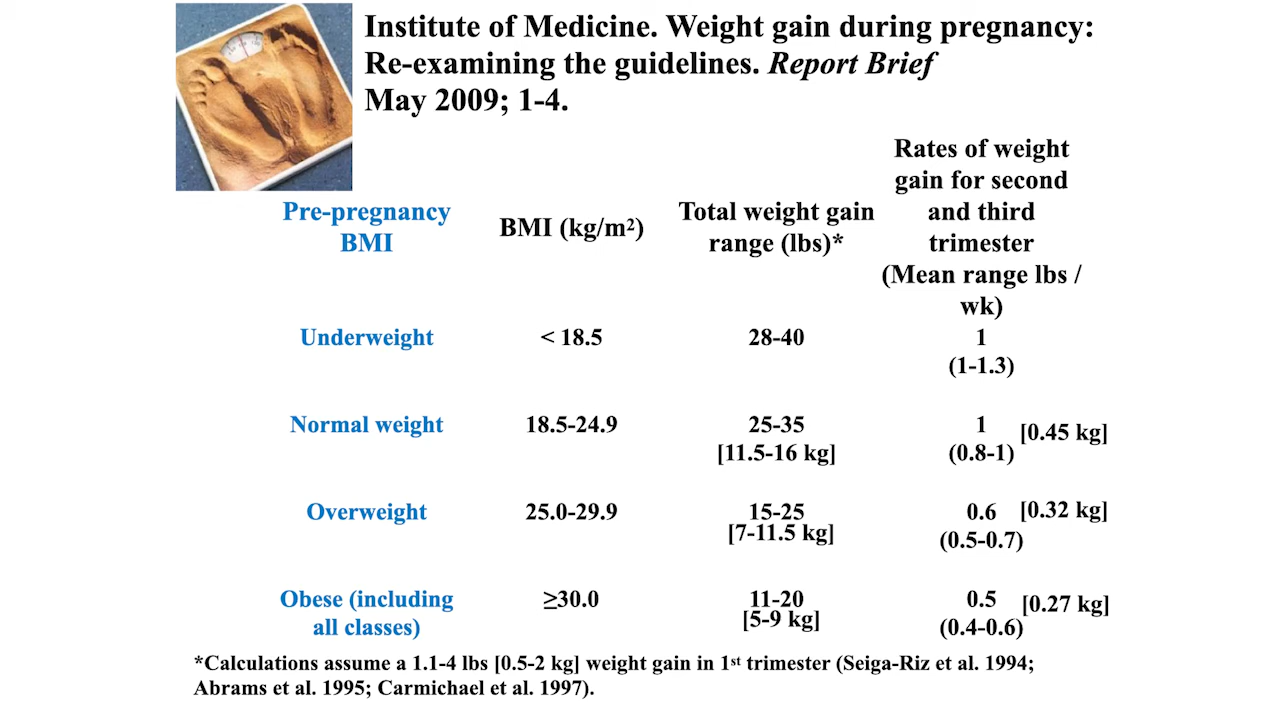 Institute of Medicine. Weight gain during pregnancy:
Re-examining the guidelines. Report Brief
May 2009; 1-4.
Pre-pregnancy
BMI
BMI (kg/m²)
Total weight gain
range (lbs)*
Rates of weight
gain for second
and third
trimester
(Mean range lbs /
wk)
Underweight
< 18.5
28-40
1
(1-1.3)
Normal weight
18.5-24.9
25-35
[11.5-16 kg]
1
(0.8-1)
[0.45 kg]
Overweight
25.0-29.9
15-25
[7-11.5 kg]
0.6
(0.5-0.7)
[0.32 kg]
Obese (including
all classes)
≥30.0
11-20
[5-9 kg]
0.5
(0.4-0.6)
[0.27 kg]
*Calculations assume a 1.1-4 lbs [0.5-2 kg] weight gain in 1st trimester (Seiga-Riz et al. 1994;
Abrams et al. 1995; Carmichael et al. 1997).